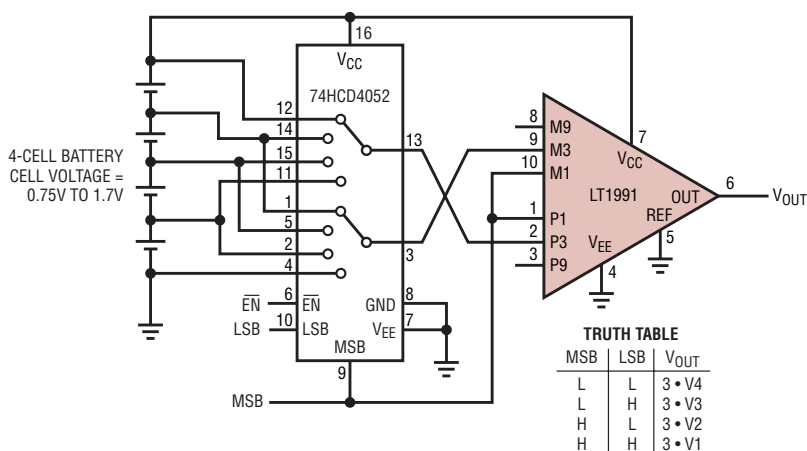 16
VCC
74HCD4052
12
14
15
11
1
5
2
4
13
3
4-CELL BATTERY
CELL VOLTAGE =
0.75V TO 1.7V
EN
6
EN
LSB
10
LSB
GND
8
VEE
7
MSB
9
MSB
8
M9
9
M3
10
M1
1
P1
2
P3
3
P9
7
VCC
LT1991
OUT
6
VOUT
REF
5
VEE
4
TRUTH TABLE
MSB LSB VOUT
L L 3 • V4
L H 3 • V3
H L 3 • V2
H H 3 • V1